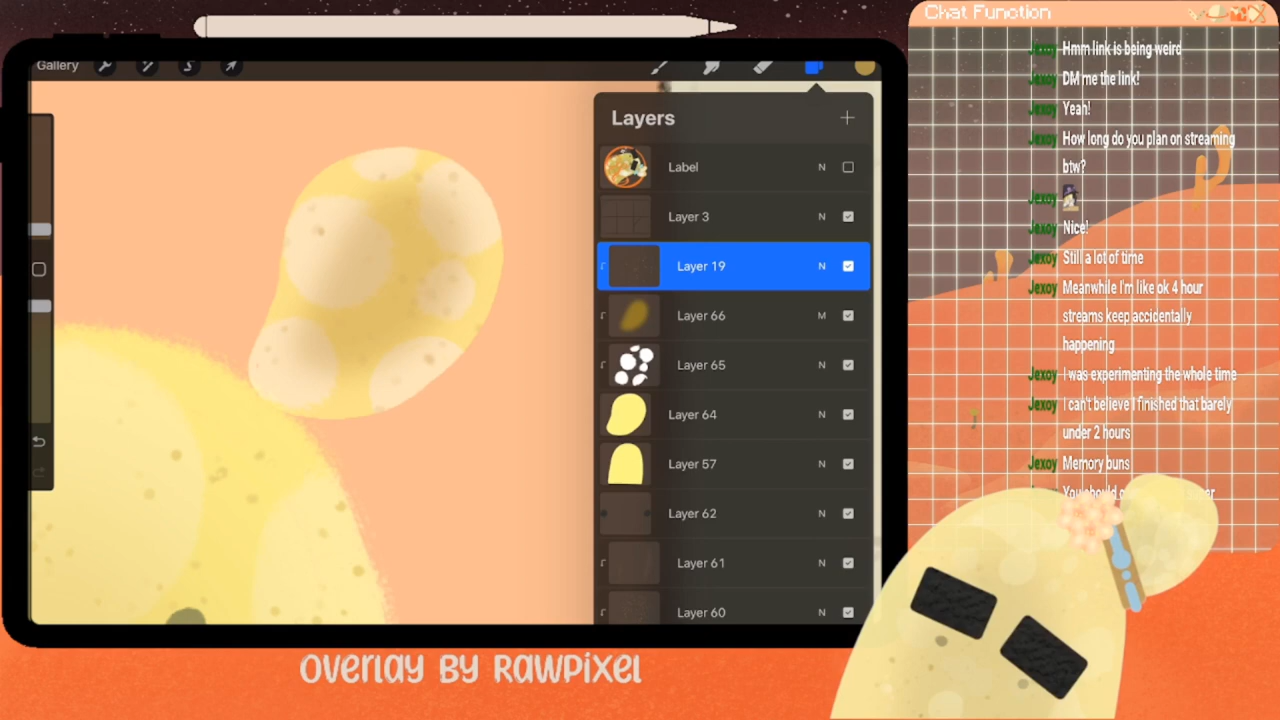 Gallery
Layers
Label N
Layer 3 N
Layer 19 N
Layer 66 M
Layer 65 N
Layer 64 N
Layer 57 N
Layer 62 N
Layer 61 N
Layer 60 N
Overlay by Rawpixel
Chat Function
Jexoy Hmm link is being weird
Jexoy DM me the link!
Jexoy Yeah!
Jexoy How long do you plan on streaming
btw?
Jexoy
Jexoy Nice!
Jexoy Still a lot of time
Jexoy Meanwhile I'm like ok 4 hour
streams keep accidentally
happening
Jexoy I was experimenting the whole time
Jexoy I can't believe I finished that barely
under 2 hours
Jexoy Memory buns
Jexoy You should